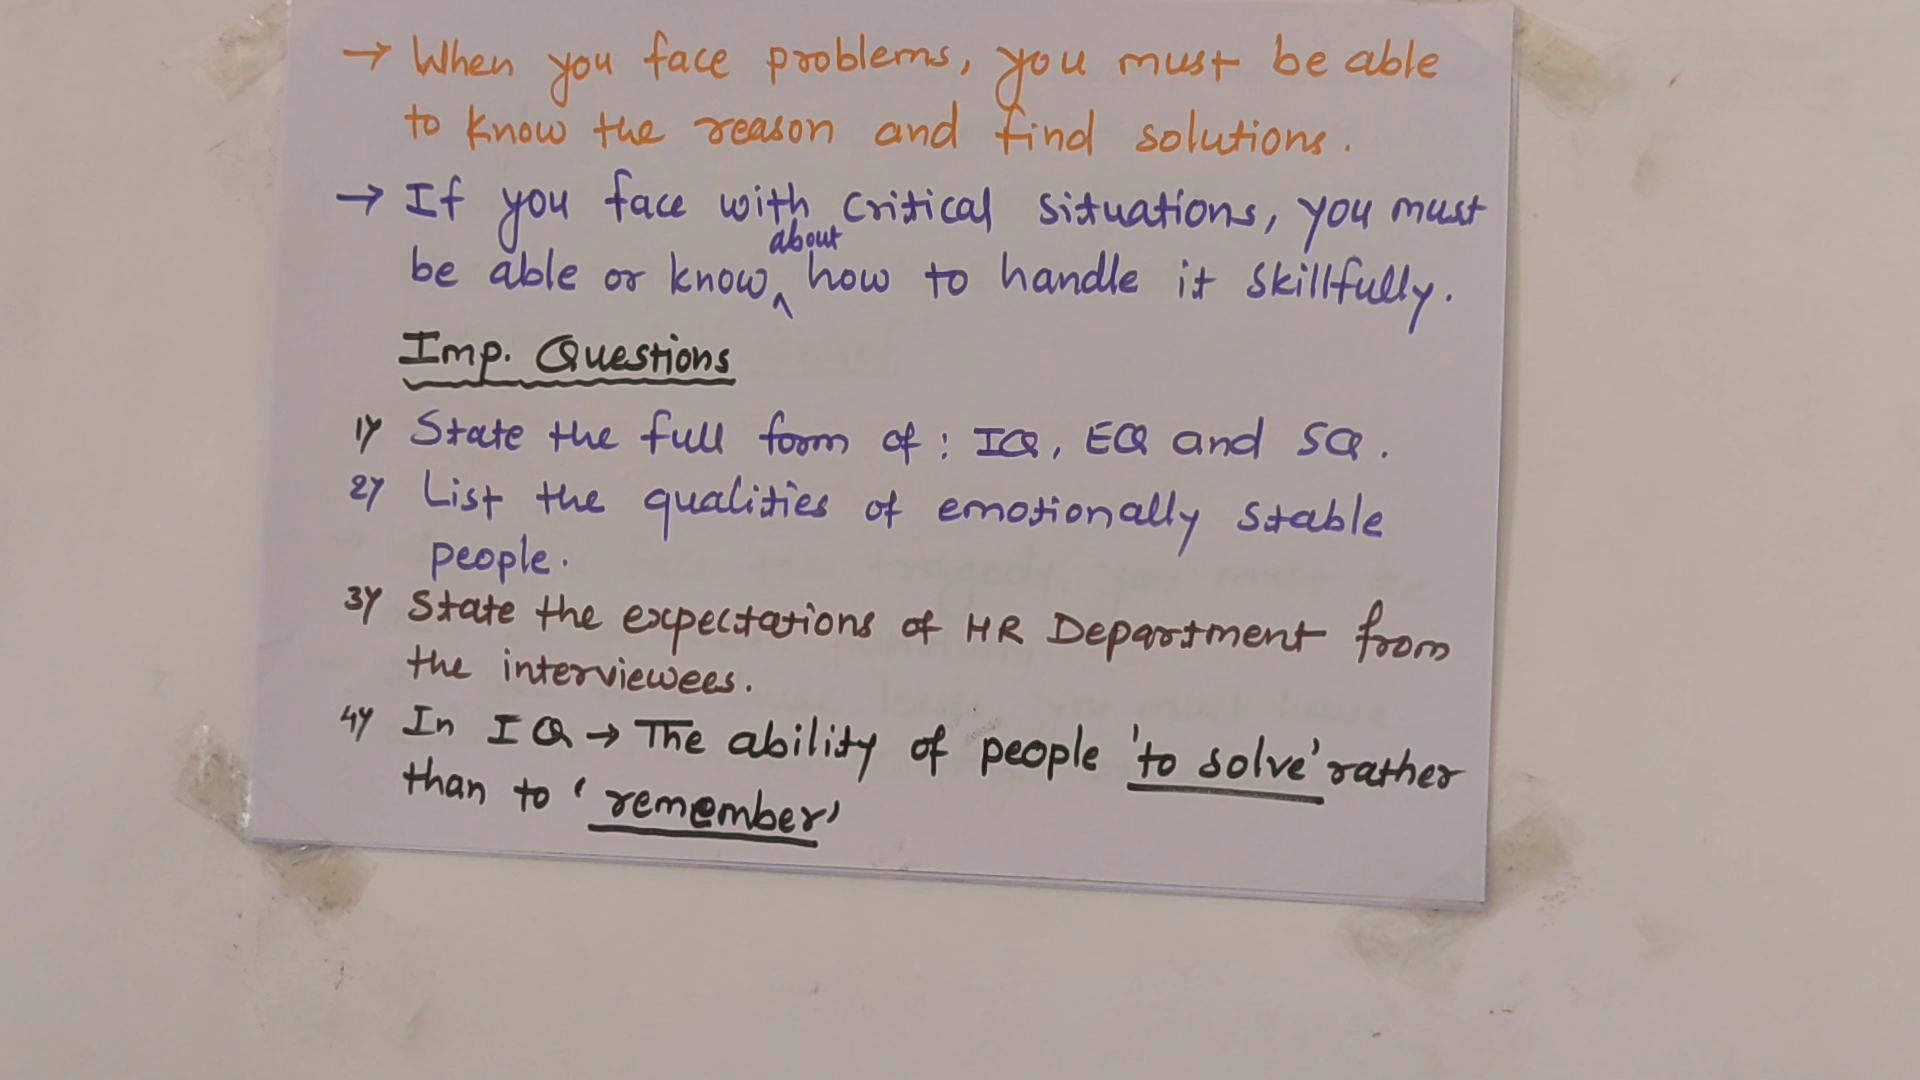 → When you face problems, you must be able
to know the reason and find solutions.
→ If you face with critical situations, you must
be able or know about how to handle it skillfully.
Imp. Questions
1) State the full form of : IQ, EQ and SQ.
2) List the qualities of emotionally stable
people.
3) State the expectations of HR Department from
the interviewees.
4) In IQ → The ability of people 'to solve' rather
than to 'remember'